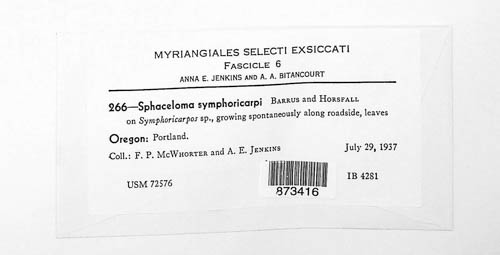 MYRIANGIALES SELECTI EXSICCATI
FASCICLE 6
ANNA E. JENKINS AND A. A. BITANCOURT
266—Sphaceloma symphoricarpi BARRUS and HORSFALL
on Symphoricarpos sp., growing spontaneously along roadside, leaves
Oregon: Portland.
Coll.: F. P. MCWHORTER and A. E. JENKINS July 29, 1937
USM 72576 IB 4281
873416